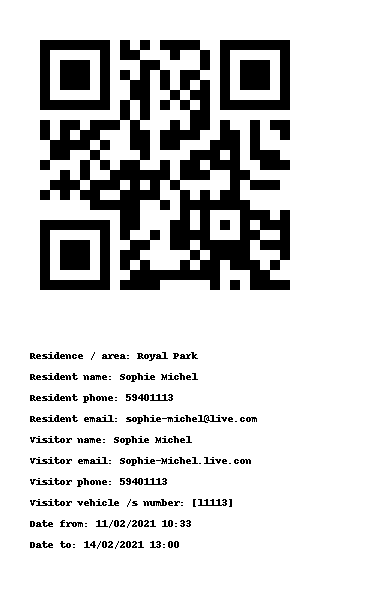 Residence / area: Royal Park
Resident name: Sophie Michel
Resident phone: 59401113
Resident email: sophie-michel@live.com
Visitor name: Sophie Michel
Visitor email: Sophie-Michel.live.com
Visitor phone: 59401113
Visitor vehicle /s number: [l1113]
Date from: 11/02/2021 10:33
Date to: 14/02/2021 13:00